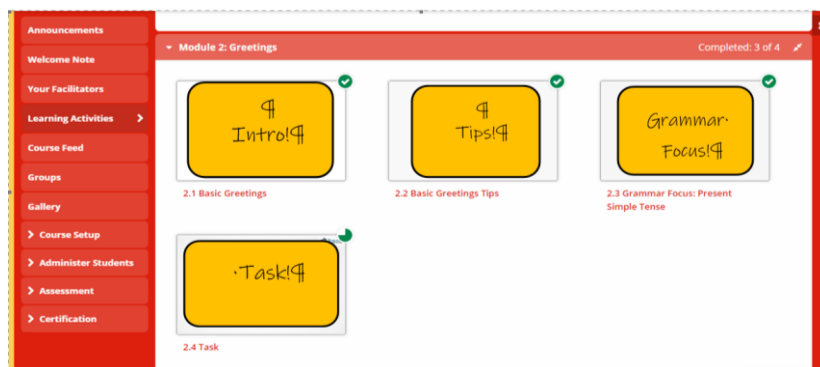 Announcements
Welcome Note
Your Facilitators
Learning Activities
Course Feed
Groups
Gallery
Course Setup
Administer Students
Assessment
Certification
Module 2: Greetings
Completed: 3 of 4
¶
Intro!¶
2.1 Basic Greetings
¶
Tips!¶
2.2 Basic Greetings Tips
Grammar·
Focus!¶
2.3 Grammar Focus: Present
Simple Tense
·Task!¶
2.4 Task